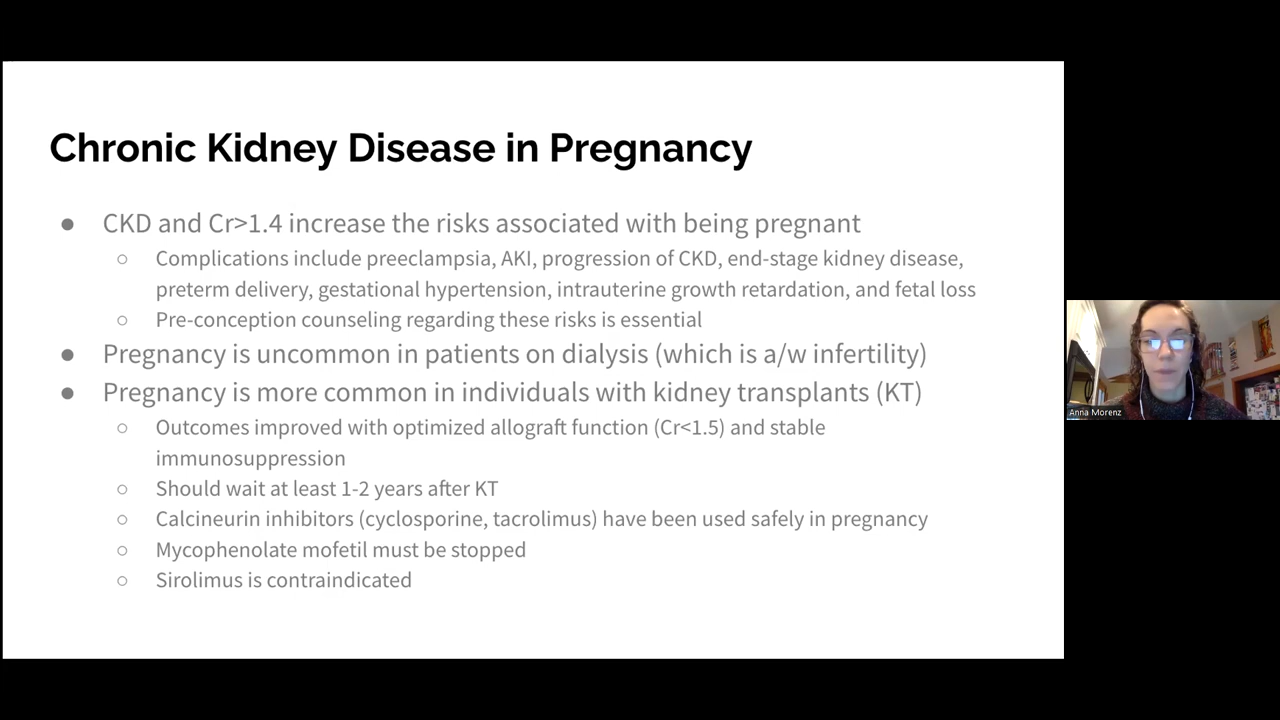 Chronic Kidney Disease in Pregnancy
● CKD and Cr>1.4 increase the risks associated with being pregnant
○ Complications include preeclampsia, AKI, progression of CKD, end-stage kidney disease,
preterm delivery, gestational hypertension, intrauterine growth retardation, and fetal loss
○ Pre-conception counseling regarding these risks is essential
● Pregnancy is uncommon in patients on dialysis (which is a/w infertility)
● Pregnancy is more common in individuals with kidney transplants (KT)
○ Outcomes improved with optimized allograft function (Cr<1.5) and stable
immunosuppression
○ Should wait at least 1-2 years after KT
○ Calcineurin inhibitors (cyclosporine, tacrolimus) have been used safely in pregnancy
○ Mycophenolate mofetil must be stopped
○ Sirolimus is contraindicated
Anna Morenz